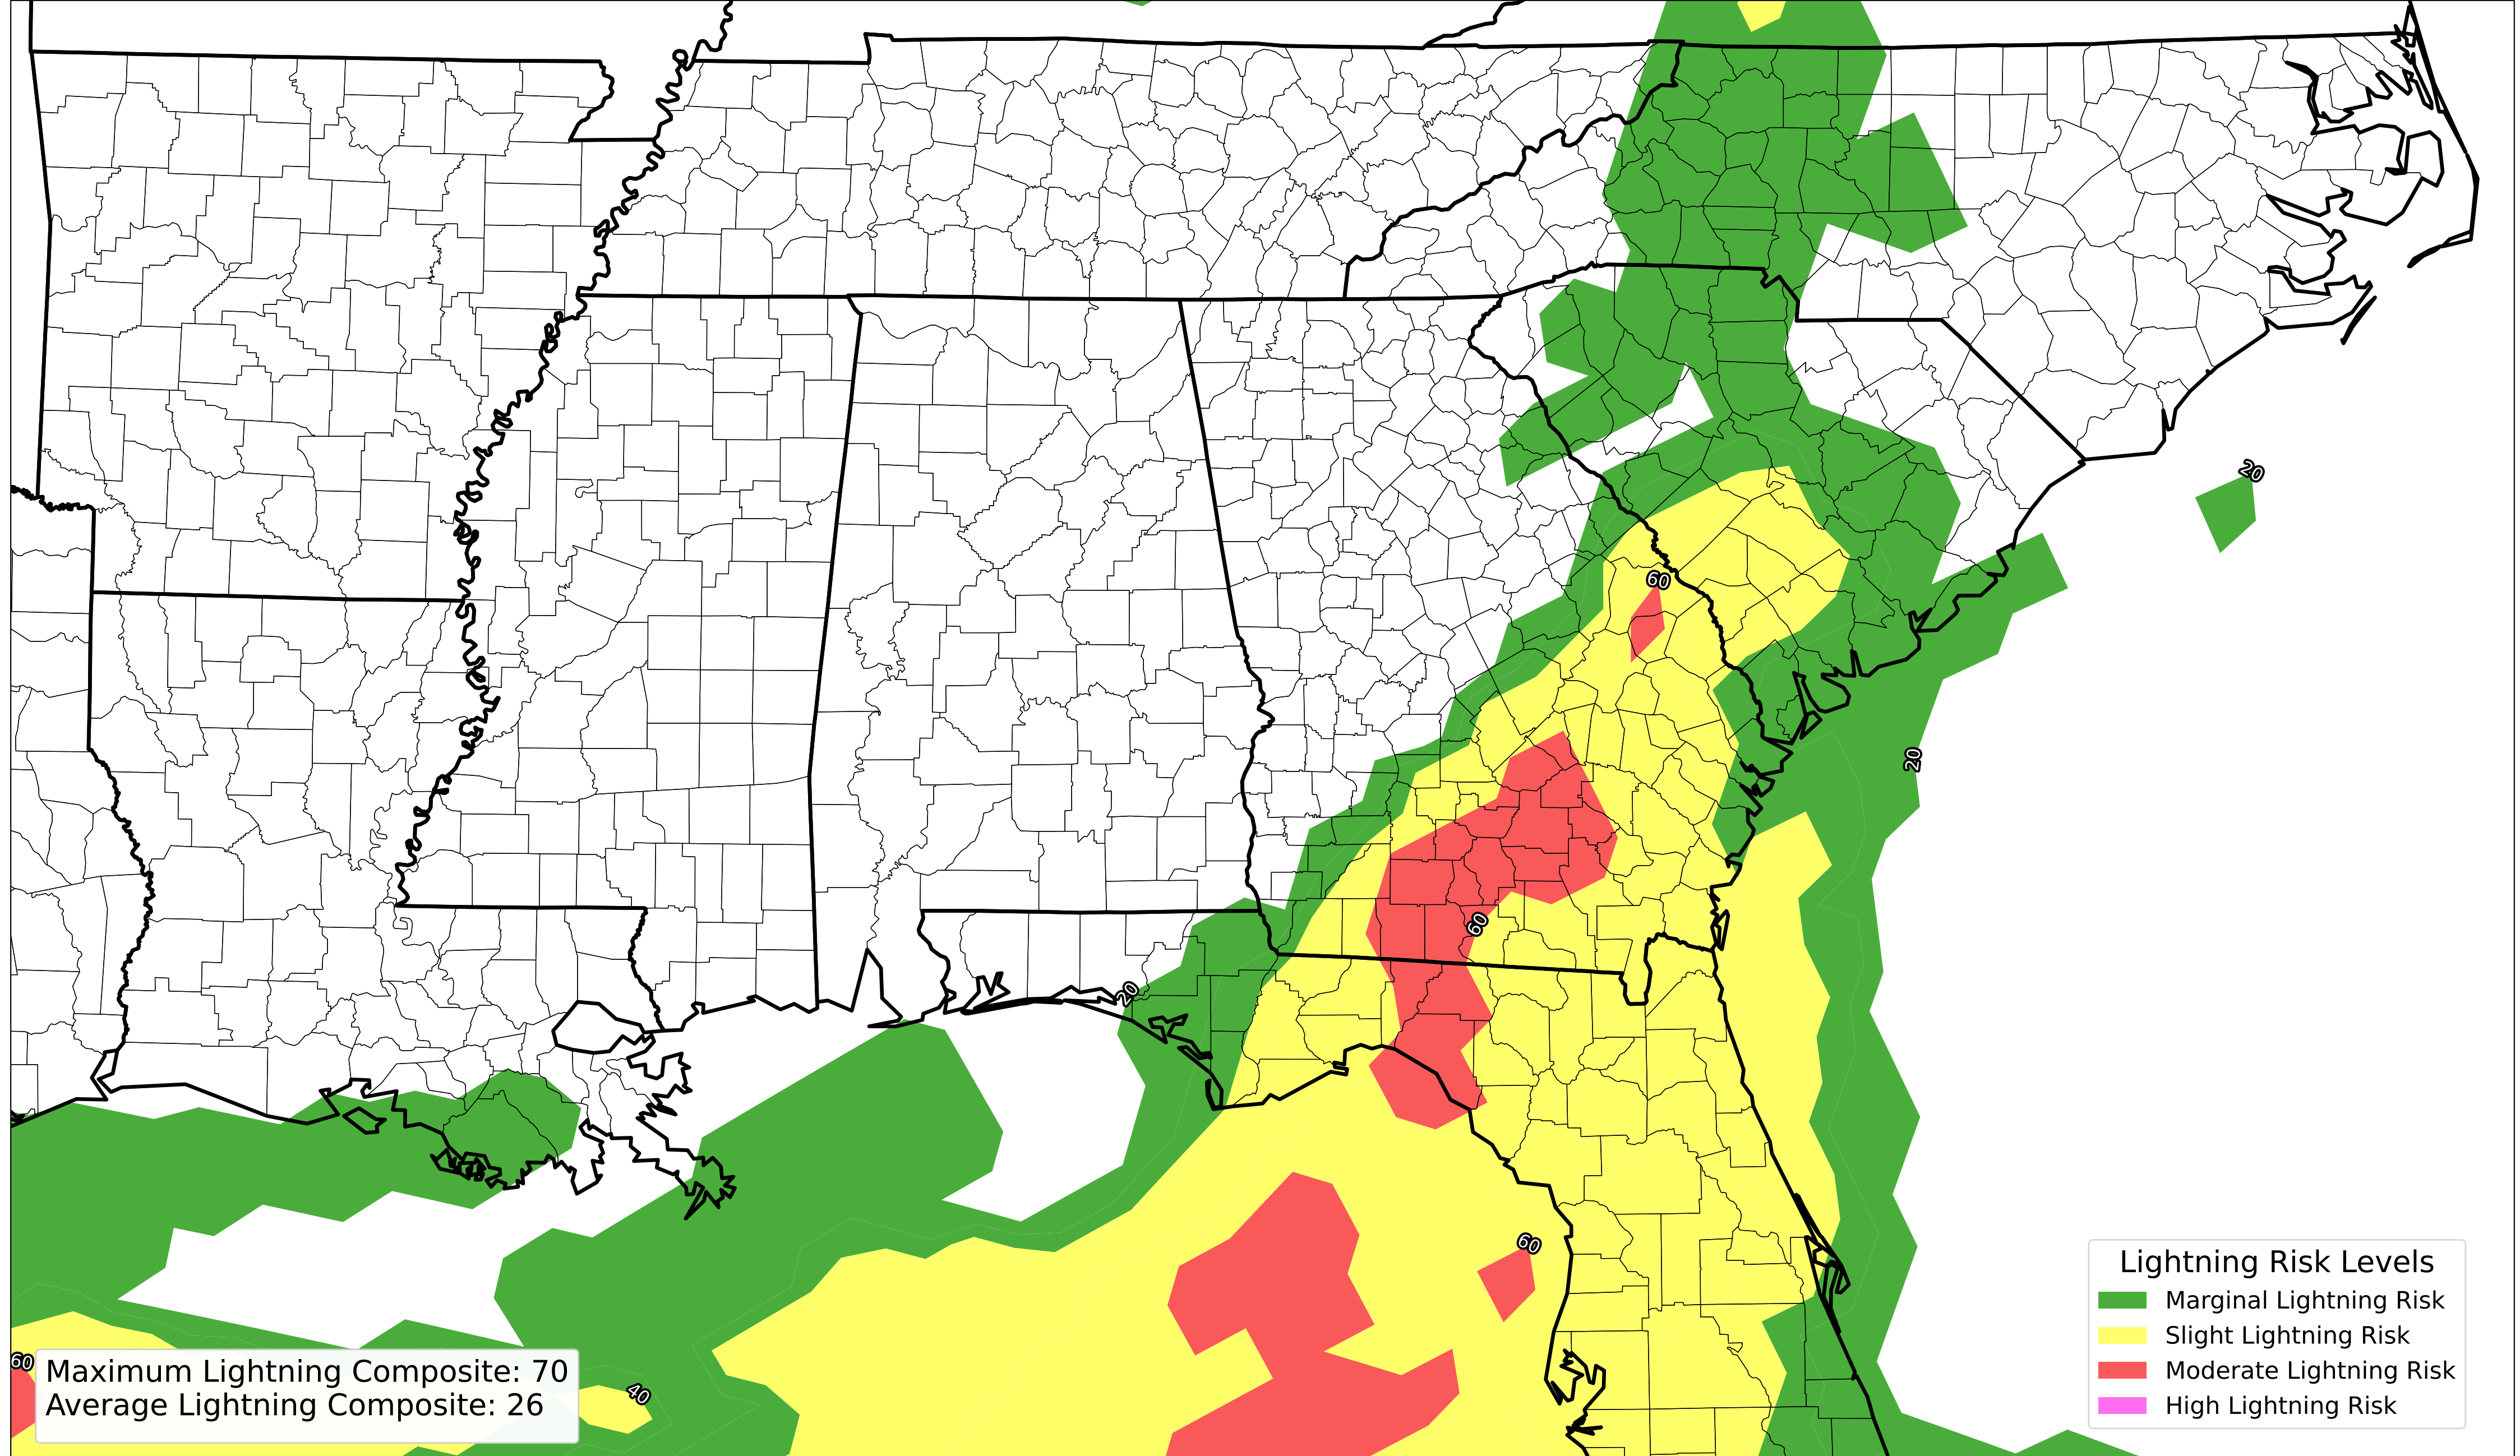 20
60
20
60
20
60
60
40
Maximum Lightning Composite: 70
Average Lightning Composite: 26
Lightning Risk Levels
Marginal Lightning Risk
Slight Lightning Risk
Moderate Lightning Risk
High Lightning Risk